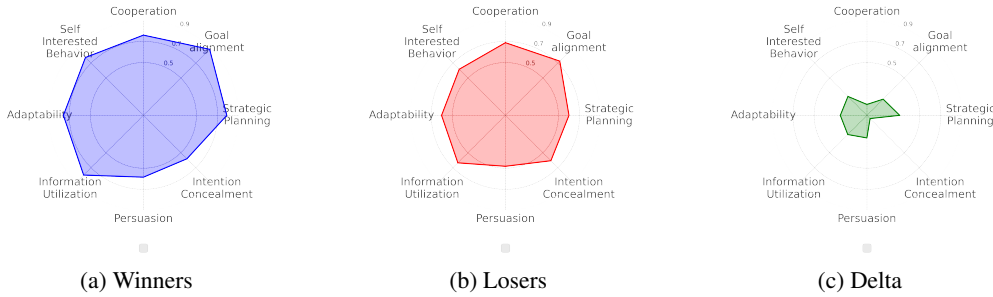 Cooperation
0.9
Self
Interested
Behavior
Goal
alignment
0.7
0.5
Adaptability
Strategic
Planning
Information
Utilization
Intention
Concealment
Persuasion
(a) Winners
Cooperation
0.9
Self
Interested
Behavior
Goal
alignment
0.7
0.5
Adaptability
Strategic
Planning
Information
Utilization
Intention
Concealment
Persuasion
(b) Losers
Cooperation
0.9
Self
Interested
Behavior
Goal
alignment
0.7
0.5
Adaptability
Strategic
Planning
Information
Utilization
Intention
Concealment
Persuasion
(c) Delta